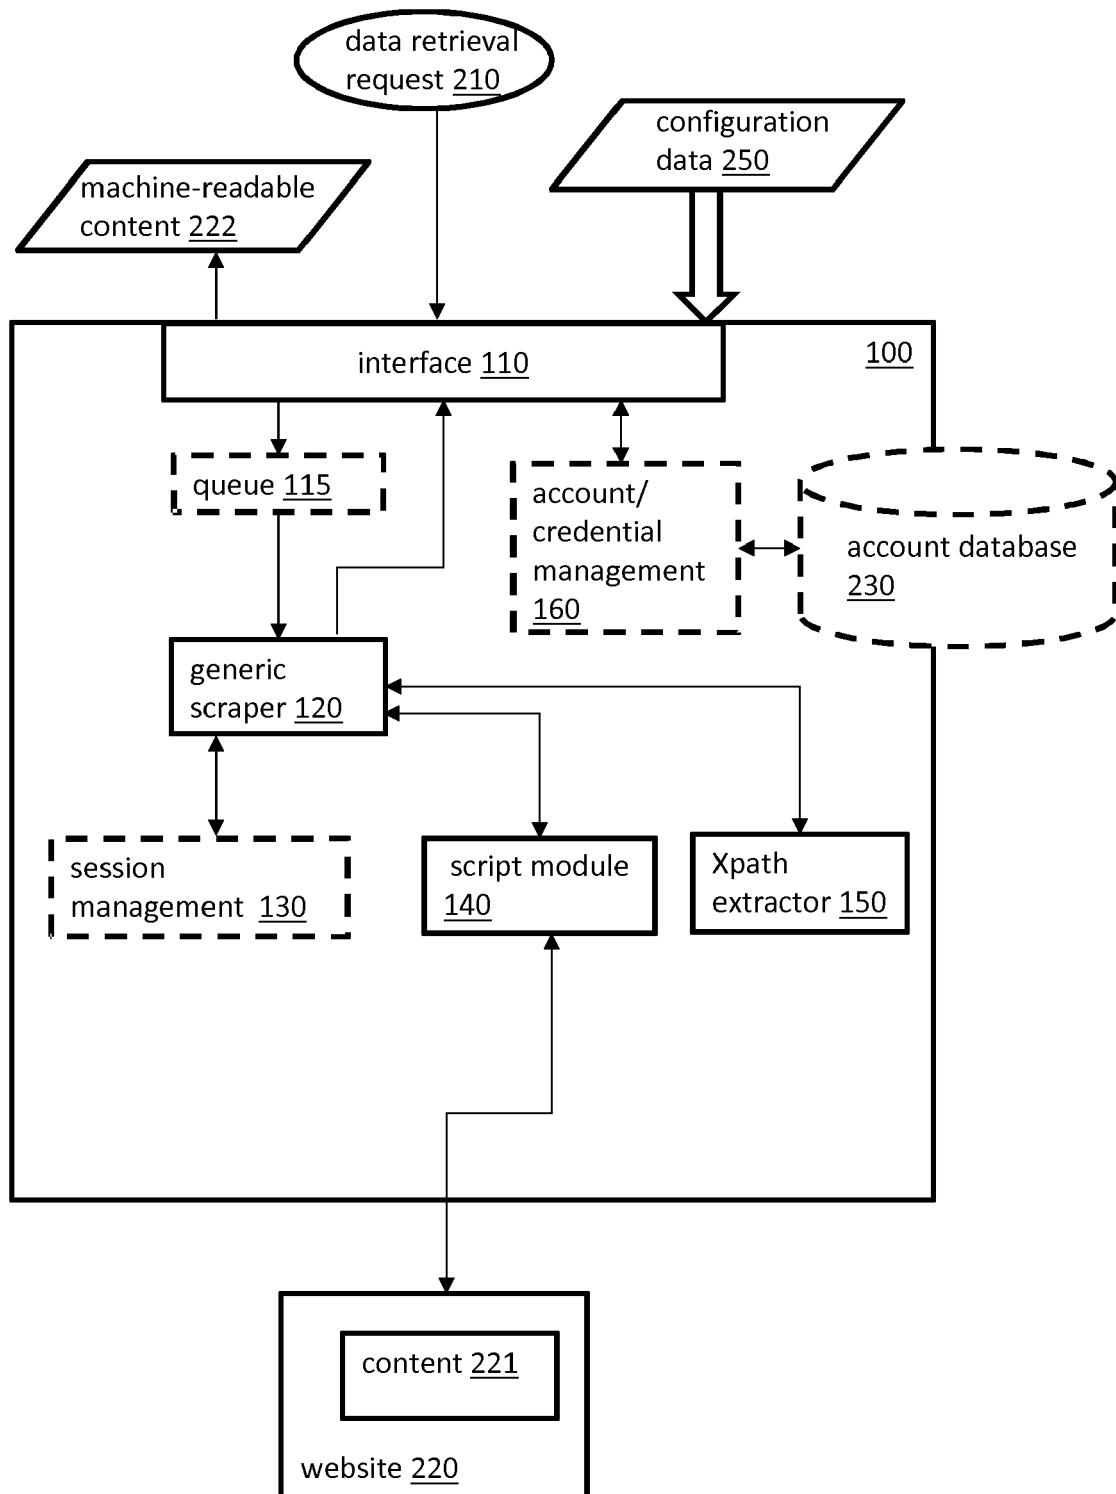 data retrieval
request 210
configuration
data 250
machine-readable
content 222
interface 110
100
queue 115
account/
credential
management
160
account database
230
generic
scraper 120
session
management 130
script module
140
Xpath
extractor 150
content 221
website 220